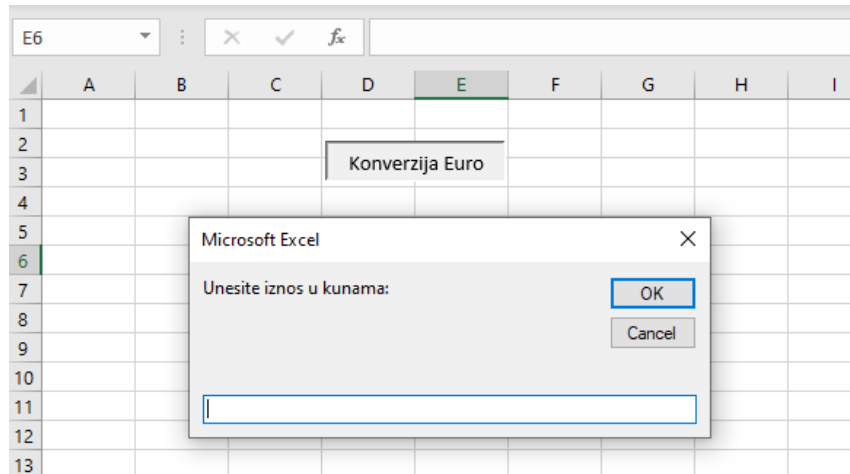 E6
fx
A B C D E F G H I
1
2
Konverzija Euro
3
4
5
Microsoft Excel
6
7
Unesite iznos u kunama:
OK
8
Cancel
9
10
11
12
13